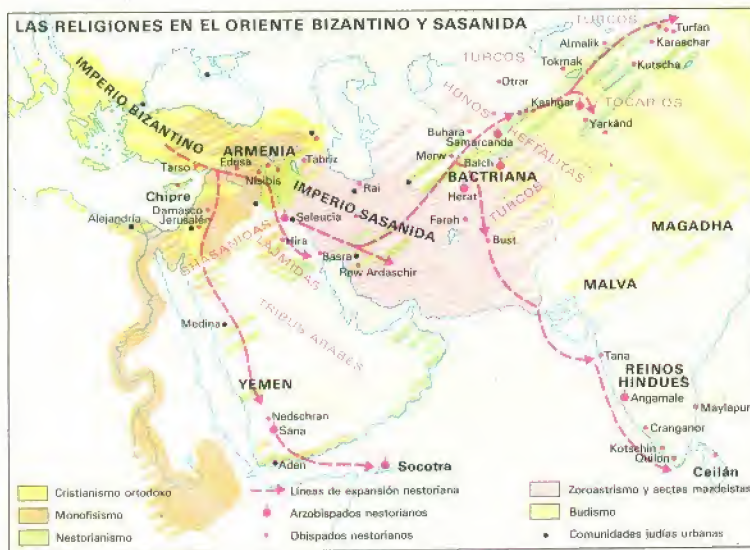 LAS RELIGIONES EN EL ORIENTE BIZANTINO Y SASANIDA
TURCOS
Turfan
Almalik
Karaschar
TURCOS
Tokmak
Kutscha
Otrar
IMPERIO BIZANTINO
HUNOS
HEFTALITAS
Kashgar
TOCARIOS
Buhara
Samarcanda
Yarkand
ARMENIA
Tabriz
Merw
Balch
Tarso
Edesa
Nisibis
Rai
BACTRIANA
Herat
TURCOS
Chipre
IMPERIO SASANIDA
Damasco
Alejandría
Jerusalén
Seleucia
Farah
MAGADHA
GHASANIDAS
LAJMIDAS
Hira
Basra
Rew Ardaschir
Bust
MALVA
Medina
TRIBUS ARABES
Tana
REINOS
HINDUES
YEMEN
Angamale
Maylapur
Nedschran
Sana
Cranganor
Kotschin
Quilon
Aden
Socotra
Ceilán
Cristianismo ortodoxo
Monofisismo
Nestorianismo
Líneas de expansión nestoriana
Arzobispados nestorianos
Obispados nestorianos
Zoroastrismo y sectas mazdeistas
Budismo
Comunidades judías urbanas